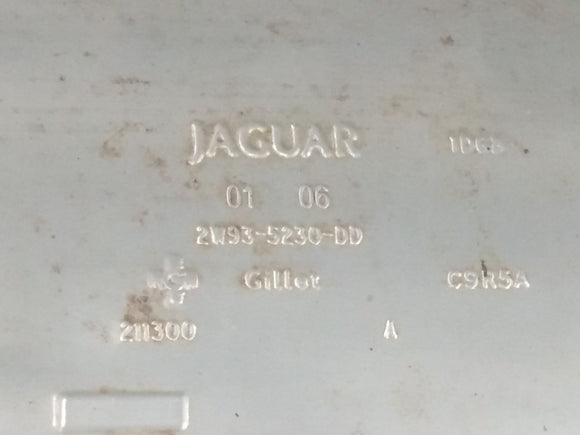 JAGUAR
01 06
2W93-5230-DD
Gillet C9R5A
211300 A